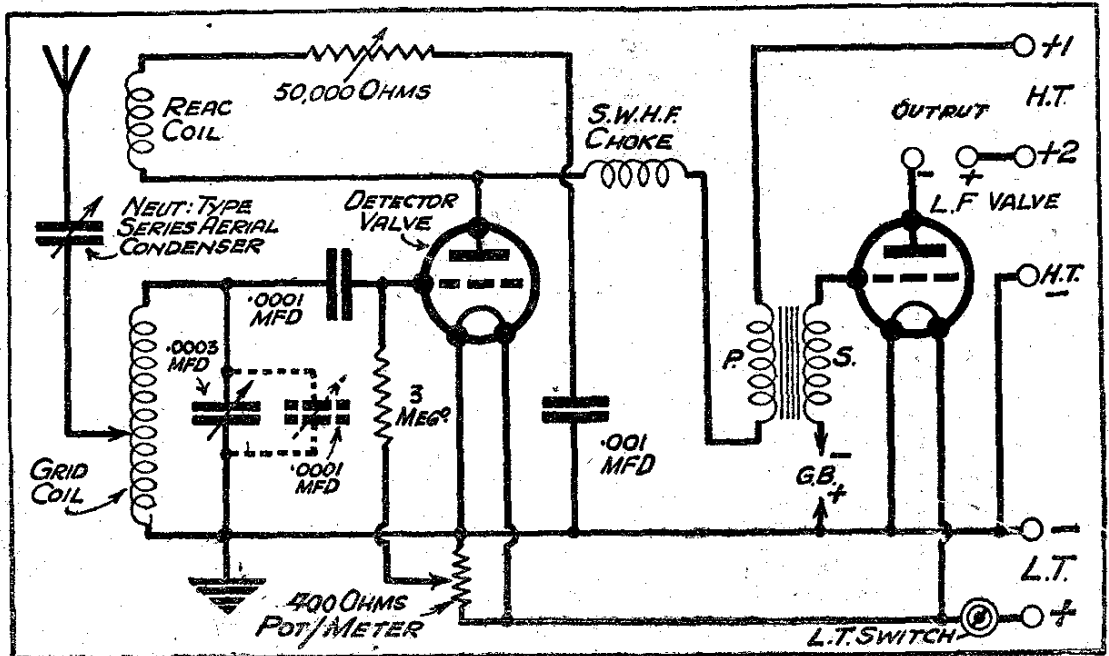 50,000 OHMS
REAC
COIL
S.W.H.F.
CHOKE
+1
H.T.
OUTPUT
+2
-
+
L.F VALVE
NEUT: TYPE
SERIES AERIAL
CONDENSER
DETECTOR
VALVE
H.T.
-
.0001
MFD
.0003
MFD
3
MEGº
P.
S.
.0001
MFD
.001
MFD
GRID
COIL
-
G.B.
+
-
L.T.
+
400 OHMS
POT/METER
L.T. SWITCH